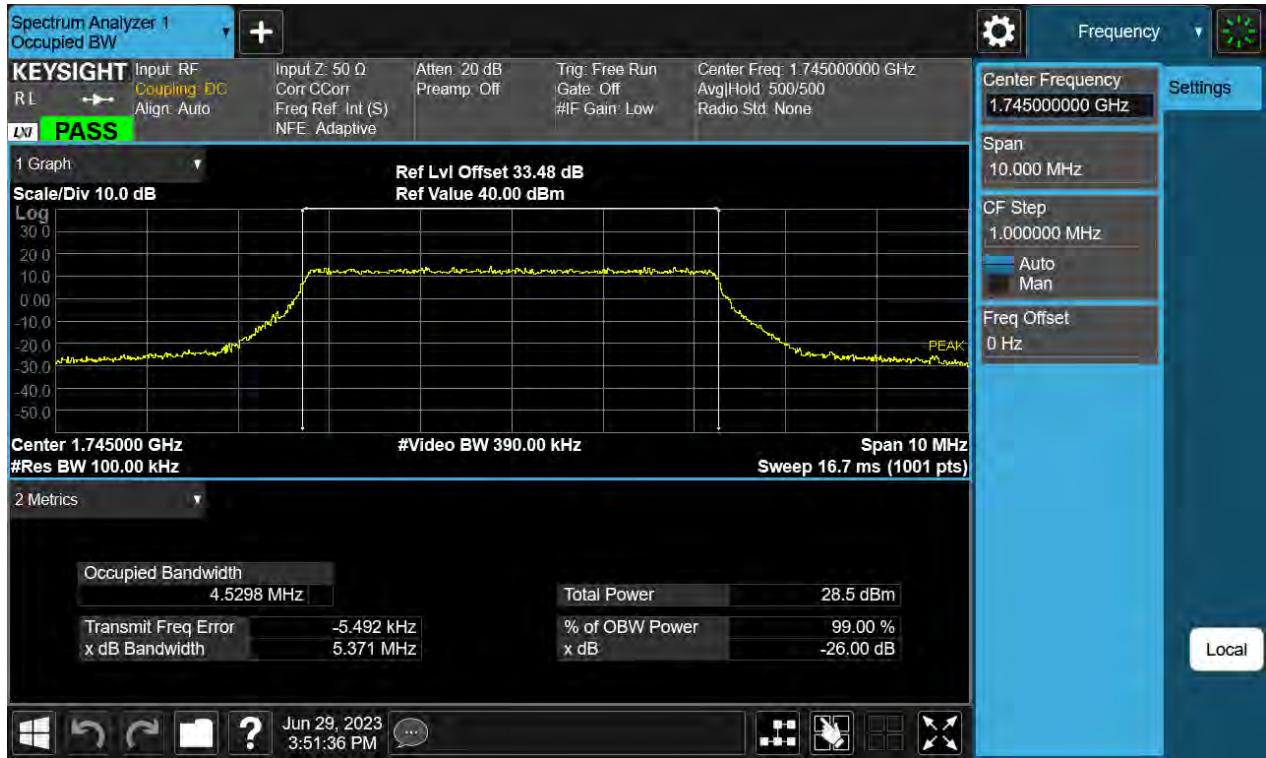 Spectrum Analyzer 1
Occupied BW
Frequency
KEYSIGHT
RL
LXI
PASS
Input: RF
Coupling: DC
Align: Auto
Input Z: 50 Ω
Corr CCorr
Freq Ref: Int (S)
NFE: Adaptive
Atten: 20 dB
Preamp: Off
Trig: Free Run
Gate: Off
#IF Gain: Low
Center Freq: 1.745000000 GHz
Avg|Hold: 500/500
Radio Std: None
1 Graph
Scale/Div 10.0 dB
Ref Lvl Offset 33.48 dB
Ref Value 40.00 dBm
Log
30.0
20.0
10.0
0.00
-10.0
-20.0
-30.0
-40.0
-50.0
PEAK
Center 1.745000 GHz
#Res BW 100.00 kHz
#Video BW 390.00 kHz
Span 10 MHz
Sweep 16.7 ms (1001 pts)
2 Metrics
Occupied Bandwidth
4.5298 MHz
Transmit Freq Error -5.492 kHz
x dB Bandwidth 5.371 MHz
Total Power 28.5 dBm
% of OBW Power 99.00 %
x dB -26.00 dB
Center Frequency
1.745000000 GHz
Settings
Span
10.000 MHz
CF Step
1.000000 MHz
Auto
Man
Freq Offset
0 Hz
Local
?
Jun 29, 2023
3:51:36 PM